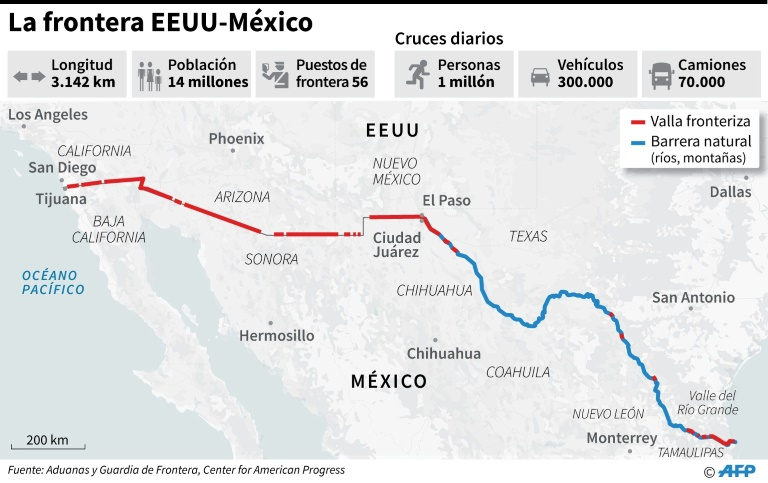 La frontera EEUU-México
Cruces diarios
Longitud
3.142 km
Población
14 millones
Puestos de
frontera 56
Personas
1 millón
Vehículos
300.000
Camiones
70.000
Los Angeles
Phoenix
EEUU
Valla fronteriza
Barrera natural
(ríos, montañas)
CALIFORNIA
San Diego
Tijuana
NUEVO
MÉXICO
Dallas
ARIZONA
El Paso
BAJA
CALIFORNIA
Ciudad
Juárez
TEXAS
SONORA
OCÉANO
PACÍFICO
CHIHUAHUA
San Antonio
Hermosillo
Chihuahua
COAHUILA
MÉXICO
Valle del
Río Grande
NUEVO LEÓN
Monterrey
TAMAULIPAS
200 km
Fuente: Aduanas y Guardia de Frontera, Center for American Progress
© AFP